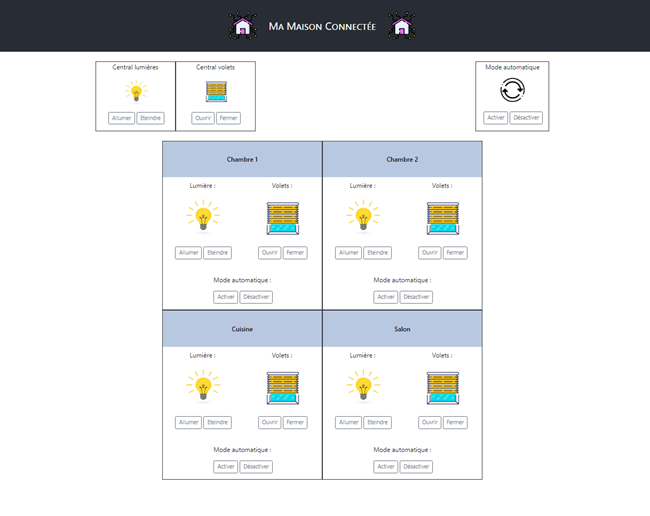 Ma Maison Connectée
Central lumières Central volets Mode automatique
Allumer Eteindre Ouvrir Fermer Activer Désactiver
Chambre 1 Chambre 2
Lumière : Volets : Lumière : Volets :
Allumer Eteindre Ouvrir Fermer Allumer Eteindre Ouvrir Fermer
Mode automatique : Mode automatique :
Activer Désactiver Activer Désactiver
Cuisine Salon
Lumière : Volets : Lumière : Volets :
Allumer Eteindre Ouvrir Fermer Allumer Eteindre Ouvrir Fermer
Mode automatique : Mode automatique :
Activer Désactiver Activer Désactiver